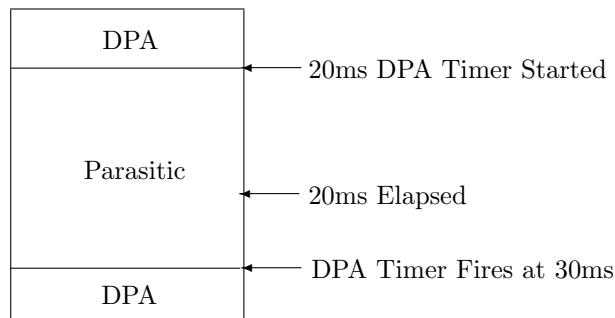 DPA
20ms DPA Timer Started
Parasitic
20ms Elapsed
DPA Timer Fires at 30ms
DPA